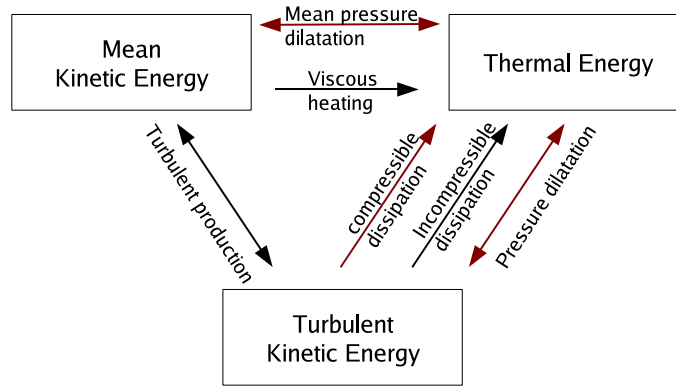 Mean pressure
dilatation
Mean
Kinetic Energy
Thermal Energy
Viscous
heating
Turbulent production
compressible
dissipation
Incompressible
dissipation
Pressure dilatation
Turbulent
Kinetic Energy